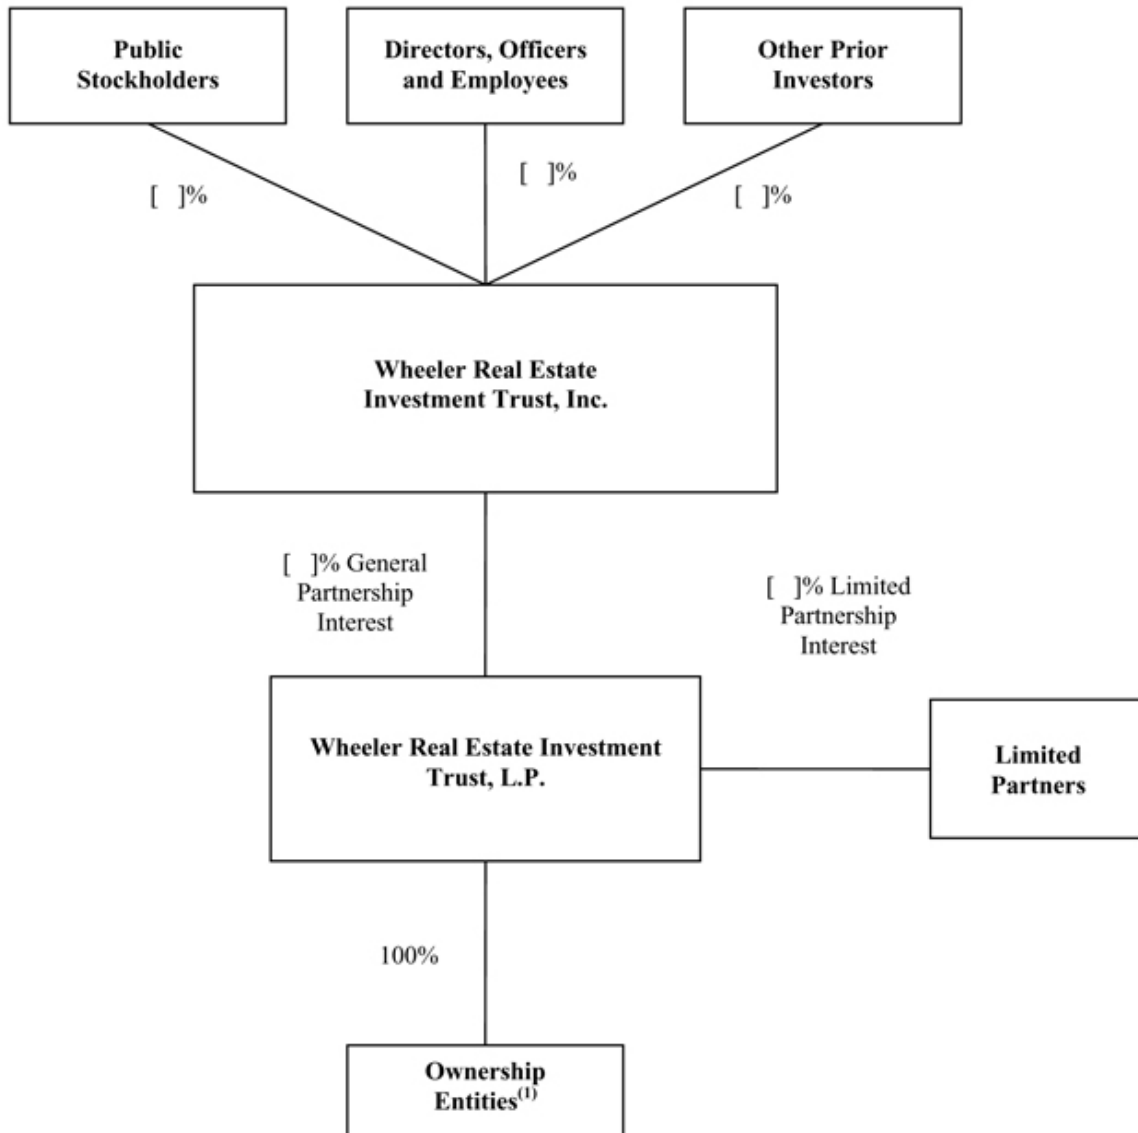 Public
Stockholders
Directors, Officers
and Employees
Other Prior
Investors
[ ]%
[ ]%
[ ]%
Wheeler Real Estate
Investment Trust, Inc.
[ ]% General
Partnership
Interest
[ ]% Limited
Partnership
Interest
Wheeler Real Estate Investment
Trust, L.P.
Limited
Partners
100%
Ownership
Entities(1)